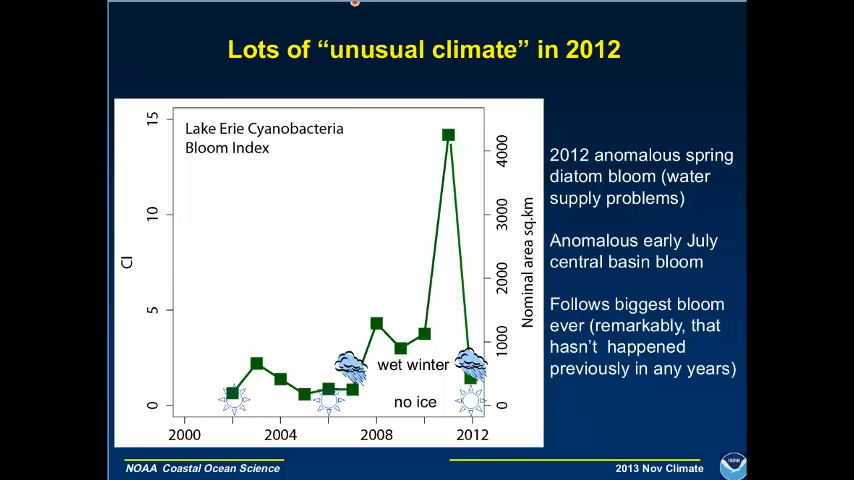 Lots of “unusual climate” in 2012
Lake Erie Cyanobacteria
Bloom Index
15
10
5
0
CI
4000
3000
2000
1000
0
Nominal area sq.km
wet winter
no ice
2000
2004
2008
2012
2012 anomalous spring
diatom bloom (water
supply problems)
Anomalous early July
central basin bloom
Follows biggest bloom
ever (remarkably, that
hasn’t happened
previously in any years)
NOAA Coastal Ocean Science
2013 Nov Climate